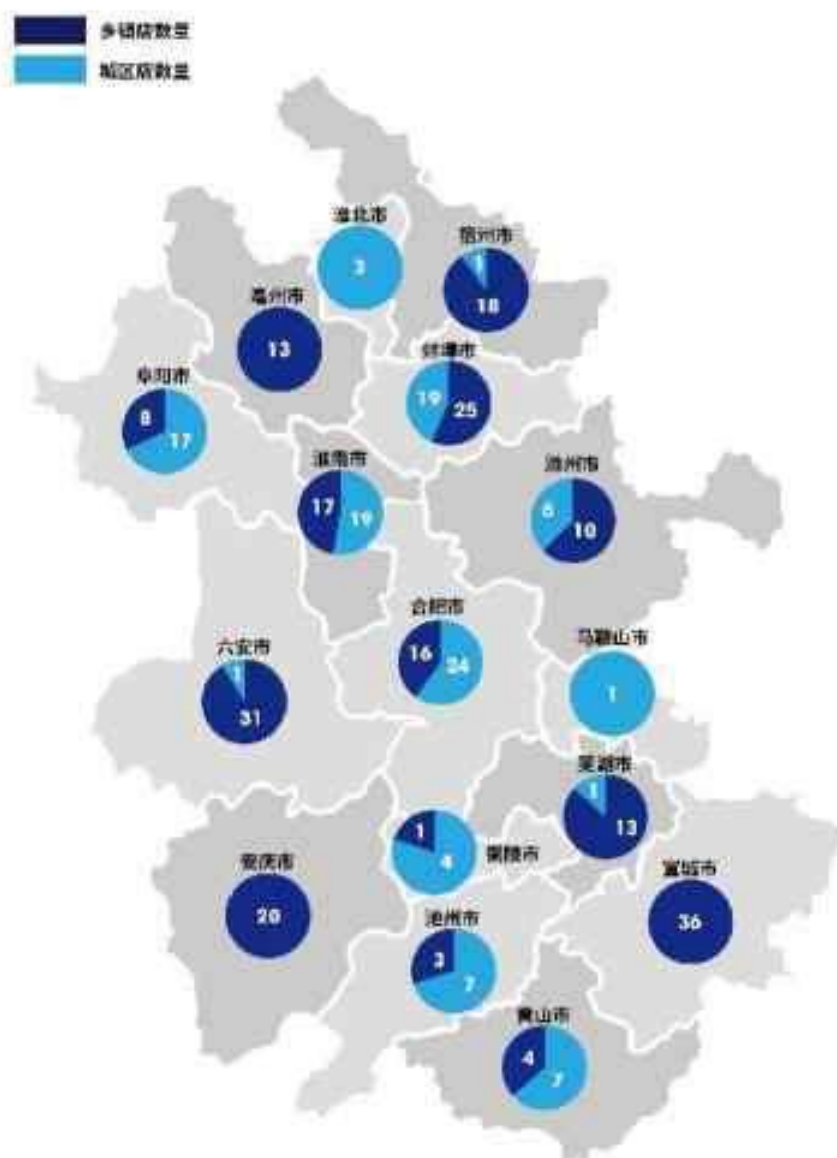 乡镇店数量
城区店数量
淮北市
3
宿州市
1
18
亳州市
13
蚌埠市
19
25
阜阳市
8
17
淮南市
17
19
滁州市
6
10
合肥市
16
24
六安市
1
31
马鞍山市
1
芜湖市
1
13
1
4
铜陵市
安庆市
20
宣城市
36
池州市
3
7
黄山市
4
7